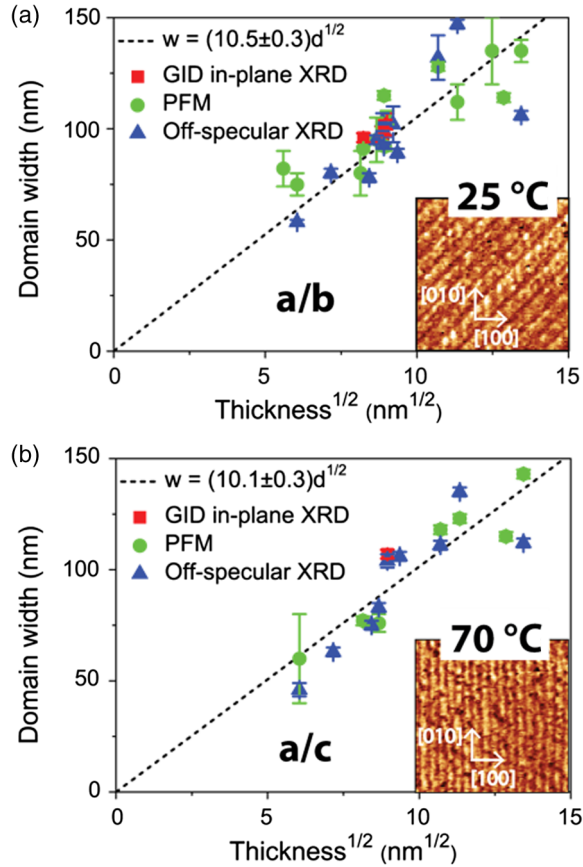 (a)
150
w = (10.5±0.3)d^1/2
GID in-plane XRD
PFM
Off-specular XRD
100
50
0
Domain width (nm)
25 °C
[010]
[100]
a/b
0
5
10
15
Thickness^1/2 (nm^1/2)
(b)
150
w = (10.1±0.3)d^1/2
GID in-plane XRD
PFM
Off-specular XRD
100
50
0
Domain width (nm)
70 °C
[010]
[100]
a/c
0
5
10
15
Thickness^1/2 (nm^1/2)